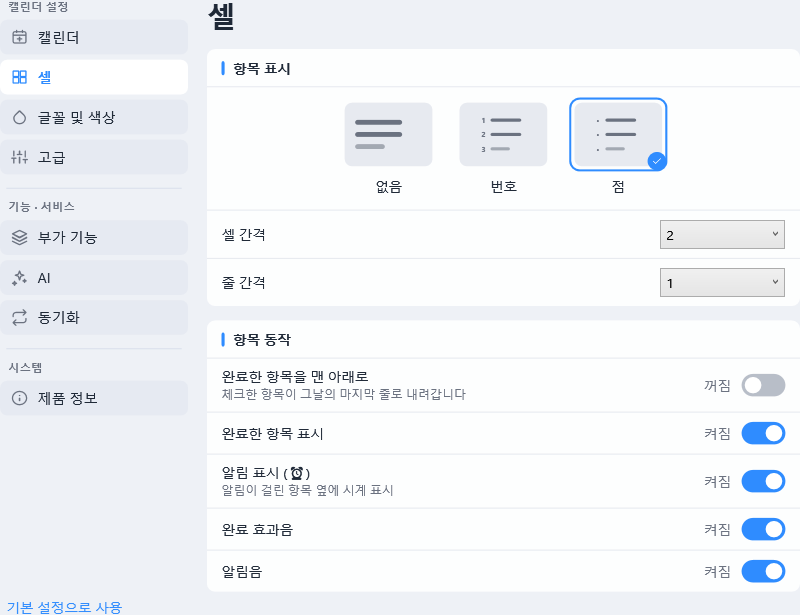 캘린더 설정
캘린더
셀
글꼴 및 색상
고급
기능 · 서비스
부가 기능
AI
동기화
시스템
제품 정보
기본 설정으로 사용
셀
항목 표시
1
2
3
없음
번호
점
셀 간격
2
줄 간격
1
항목 동작
완료한 항목을 맨 아래로
꺼짐
체크한 항목이 그날의 마지막 줄로 내려갑니다
완료한 항목 표시
켜짐
알림 표시 (⏰)
켜짐
알림이 걸린 항목 옆에 시계 표시
완료 효과음
켜짐
알림음
켜짐